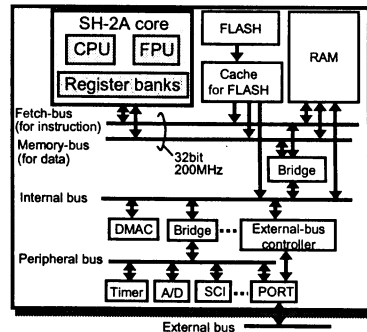 SH-2A core
CPU
FPU
Register banks
FLASH
Cache
for FLASH
RAM
Fetch-bus
(for instruction)
Memory-bus
(for data)
32bit
200MHz
Bridge
Internal bus
DMAC
Bridge
External-bus
controller
Peripheral bus
Timer
A/D
SCI
PORT
External bus